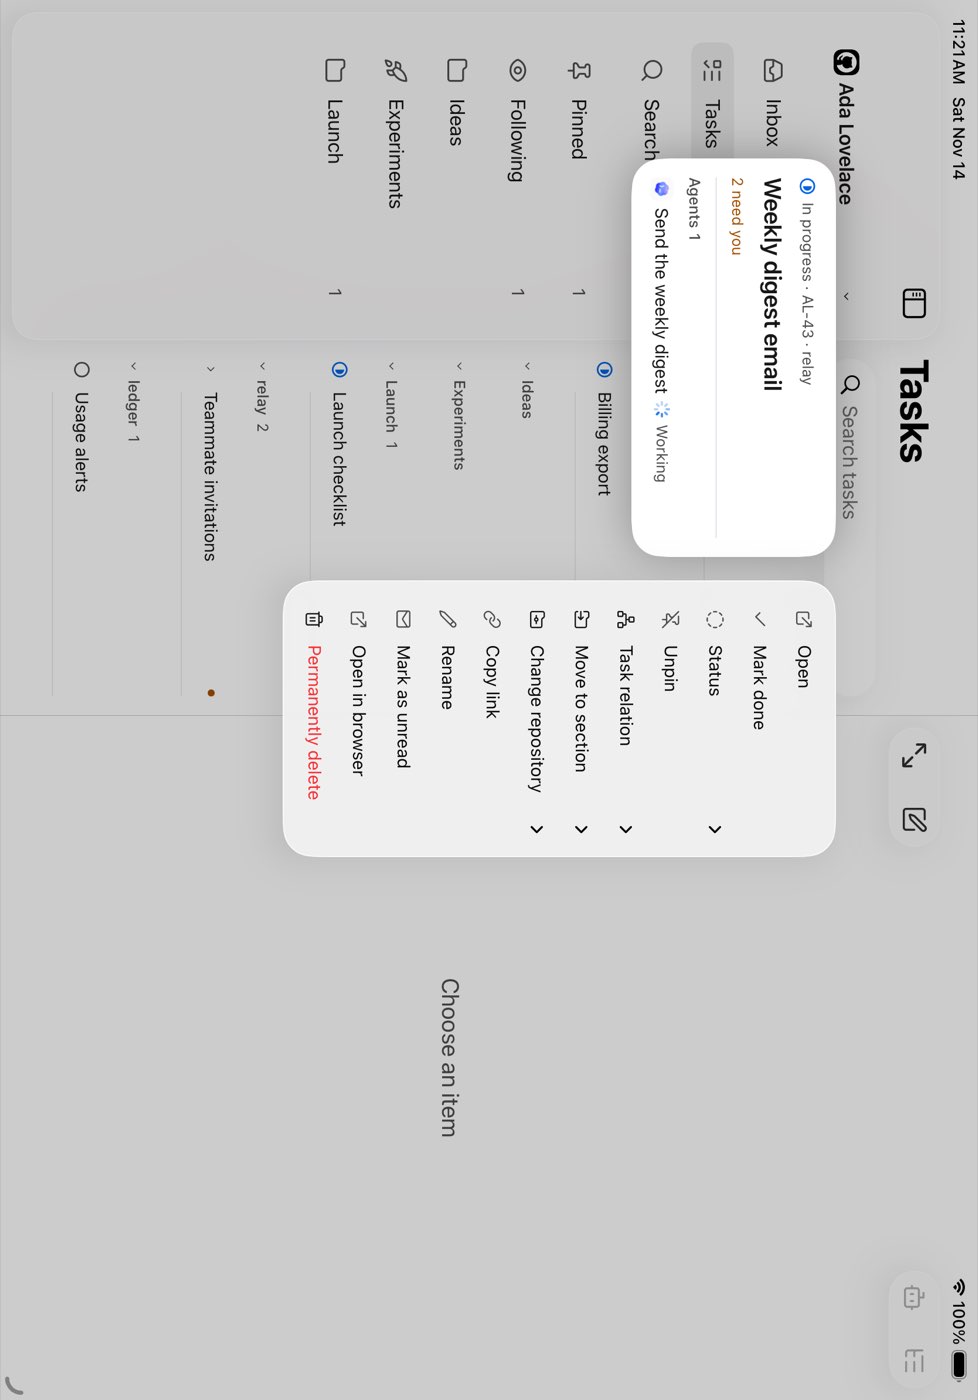 11:21 AM Sat Nov 14
100%
Ada Lovelace
Inbox
Tasks
Search
Pinned 1
Following 1
Ideas
Experiments
Launch 1
Tasks
Search tasks
In progress · AL-43 · relay
Weekly digest email
2 need you
Agents 1
Send the weekly digest Working
Billing export
Ideas
Experiments
Launch 1
Launch checklist
relay 2
Teammate invitations
ledger 1
Usage alerts
Open
Mark done
Status
Unpin
Task relation
Move to section
Change repository
Copy link
Rename
Mark as unread
Open in browser
Permanently delete
Choose an item